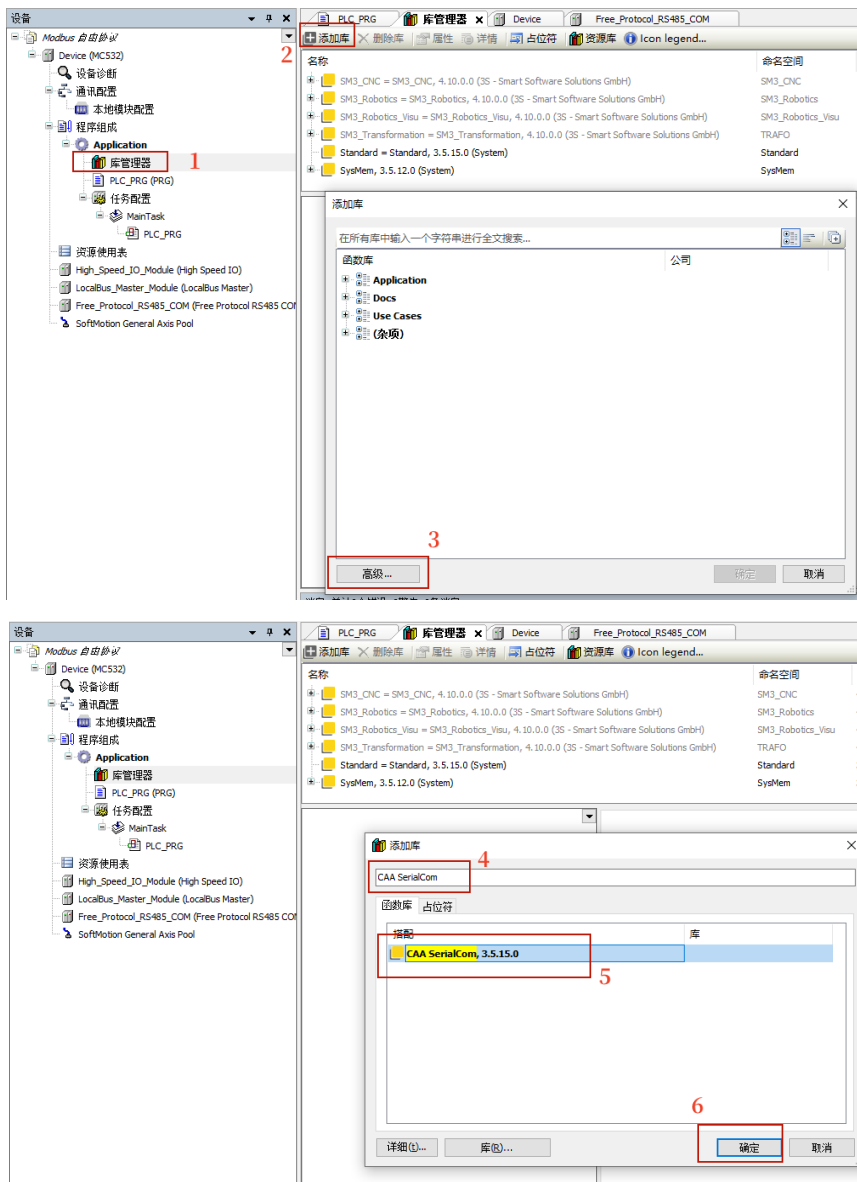 设备
PLC_PRG 库管理器 Device Free_Protocol_RS485_COM
Modbus 自由协议
2 添加库 删除库 属性 详情 占位符 资源库 Icon legend...
Device (MC532)
名称 命名空间
设备诊断
SM3_CNC = SM3_CNC, 4.10.0.0 (3S - Smart Software Solutions GmbH) SM3_CNC
通讯配置
SM3_Robotics = SM3_Robotics, 4.10.0.0 (3S - Smart Software Solutions GmbH) SM3_Robotics
本地模块配置
SM3_Robotics_Visu = SM3_Robotics_Visu, 4.10.0.0 (3S - Smart Software Solutions GmbH) SM3_Robotics_Visu
程序组成
SM3_Transformation = SM3_Transformation, 4.10.0.0 (3S - Smart Software Solutions GmbH) TRAFO
Application
Standard = Standard, 3.5.15.0 (System) Standard
库管理器 1
SysMem, 3.5.12.0 (System) SysMem
PLC_PRG (PRG)
任务配置
MainTask
PLC_PRG
资源使用表
High_Speed_IO_Module (High Speed IO)
LocalBus_Master_Module (LocalBus Master)
Free_Protocol_RS485_COM (Free Protocol RS485 CO
SoftMotion General Axis Pool
添加库
在所有库中输入一个字符串进行全文搜索...
函数库 公司
Application
Docs
Use Cases
(杂项)
3
高级... 确定 取消
设备
PLC_PRG 库管理器 Device Free_Protocol_RS485_COM
Modbus 自由协议
添加库 删除库 属性 详情 占位符 资源库 Icon legend...
Device (MC532)
名称 命名空间
设备诊断
SM3_CNC = SM3_CNC, 4.10.0.0 (3S - Smart Software Solutions GmbH) SM3_CNC
通讯配置
SM3_Robotics = SM3_Robotics, 4.10.0.0 (3S - Smart Software Solutions GmbH) SM3_Robotics
本地模块配置
SM3_Robotics_Visu = SM3_Robotics_Visu, 4.10.0.0 (3S - Smart Software Solutions GmbH) SM3_Robotics_Visu
程序组成
SM3_Transformation = SM3_Transformation, 4.10.0.0 (3S - Smart Software Solutions GmbH) TRAFO
Application
Standard = Standard, 3.5.15.0 (System) Standard
库管理器
SysMem, 3.5.12.0 (System) SysMem
PLC_PRG (PRG)
任务配置
MainTask
PLC_PRG
资源使用表
High_Speed_IO_Module (High Speed IO)
LocalBus_Master_Module (LocalBus Master)
Free_Protocol_RS485_COM (Free Protocol RS485 CO
SoftMotion General Axis Pool
添加库
4
CAA SerialCom
函数库 占位符
搭配 库
CAA SerialCom, 3.5.15.0
5
6
详细(t)... 库(R)... 确定 取消